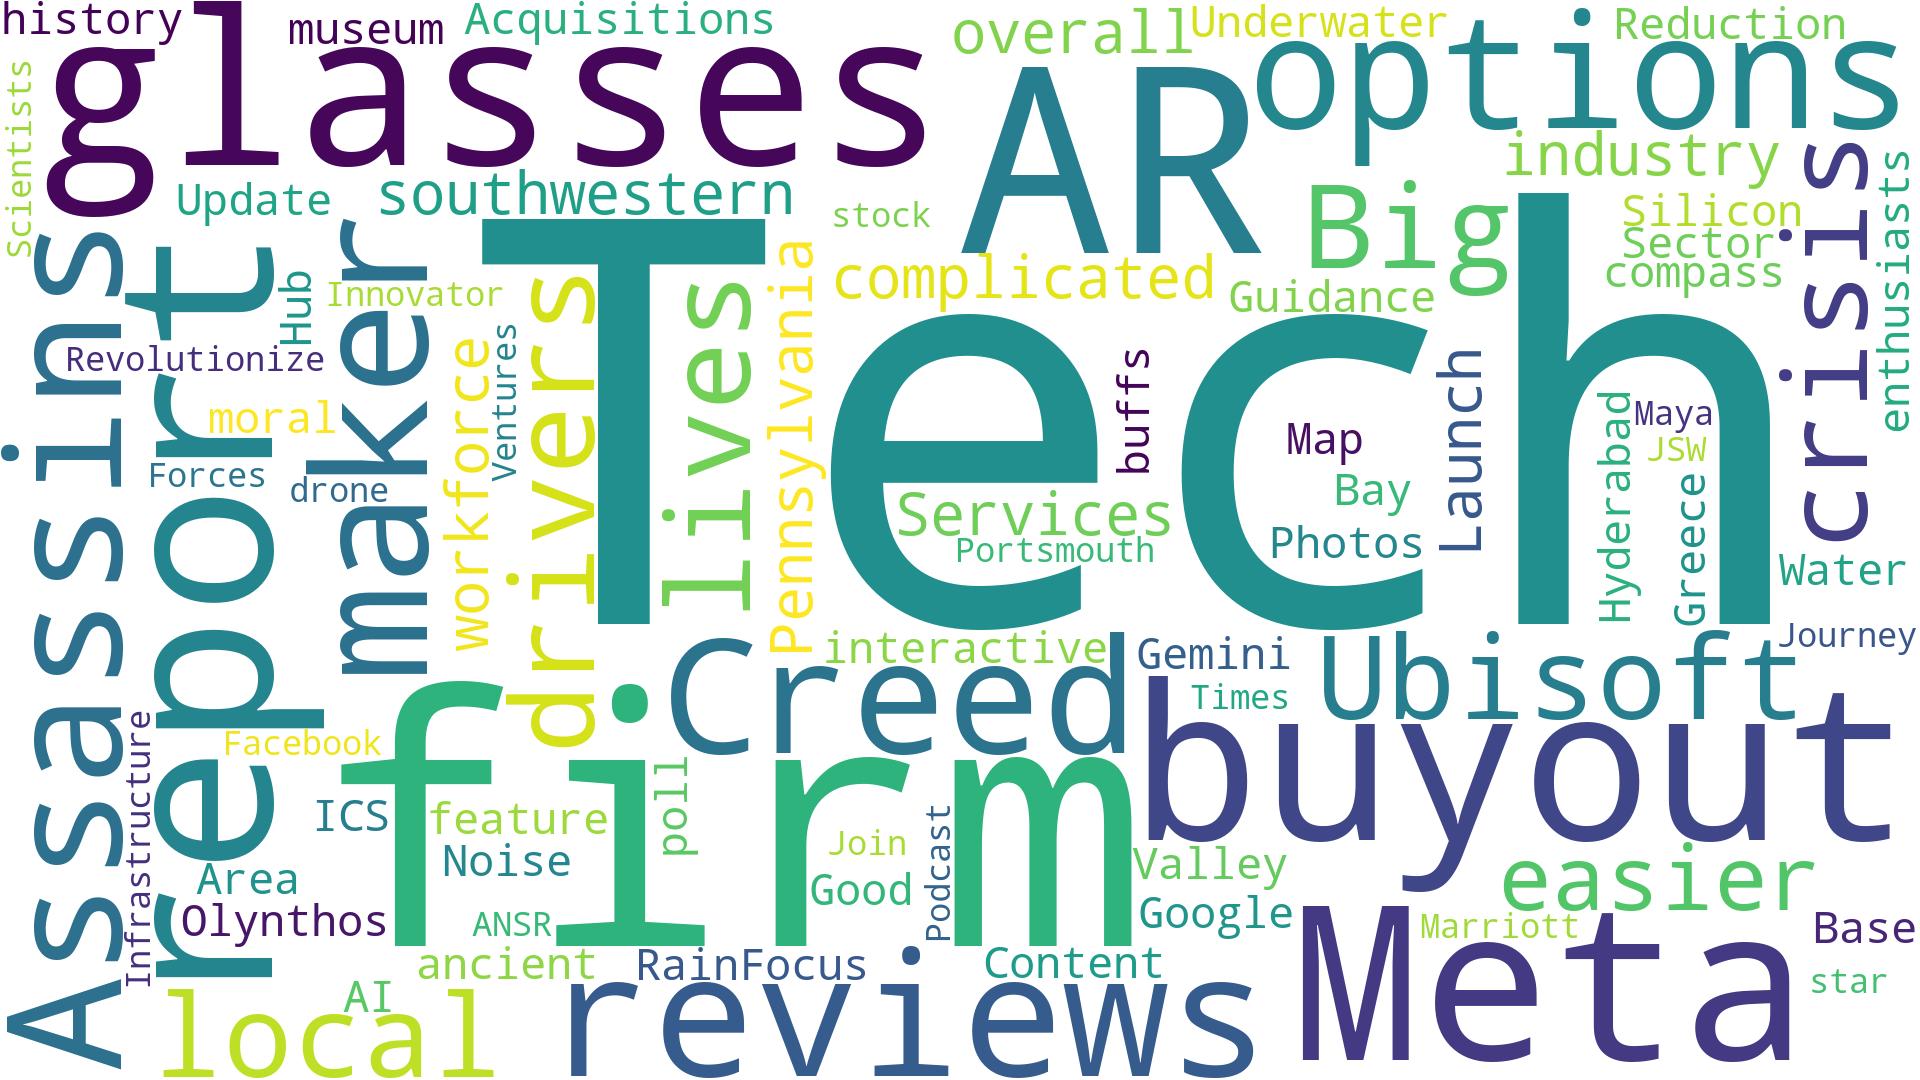 history
museum
Acquisitions
overall
Underwater
options
Reduction
glasses
AR
Scientists
industry
crisis
enthusiasts
Update
southwestern
stock
Big
Silicon
Sector
compass
complicated
Guidance
Assassins
report
Hub
Innovator
maker
drivers
lives
Pennsylvania
Tech
Revolutionize
workforce
Ventures
buffs
Launch
Map
Hyderabad
Maya
JSW
moral
Forces
drone
Services
Bay
Greece
Portsmouth
Photos
Water
Creed
interactive
Gemini
Times
Ubisoft
Journey
Infrastructure
Facebook
firm
buyout
ICS
feature
poll
Noise
Join
Podcast
Valley
easier
Area
Good
Google
Olynthos
ANSR
Meta
Marriott
Base
ancient
RainFocus
Content
star
AI
local
reviews